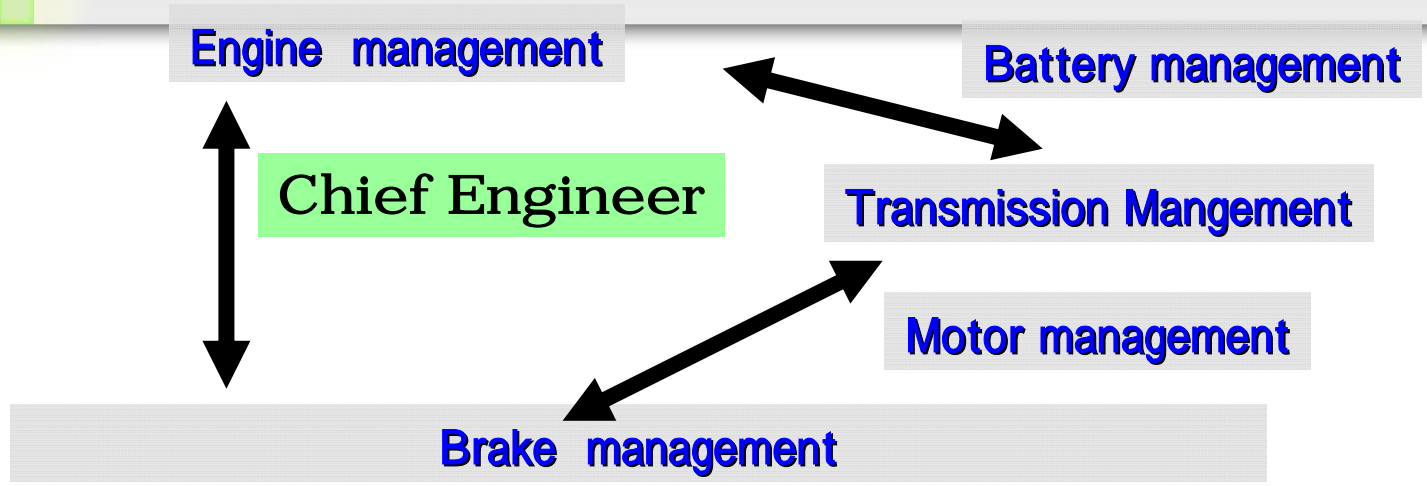 Engine management
Battery management
Chief Engineer
Transmission Mangement
Motor management
Brake management